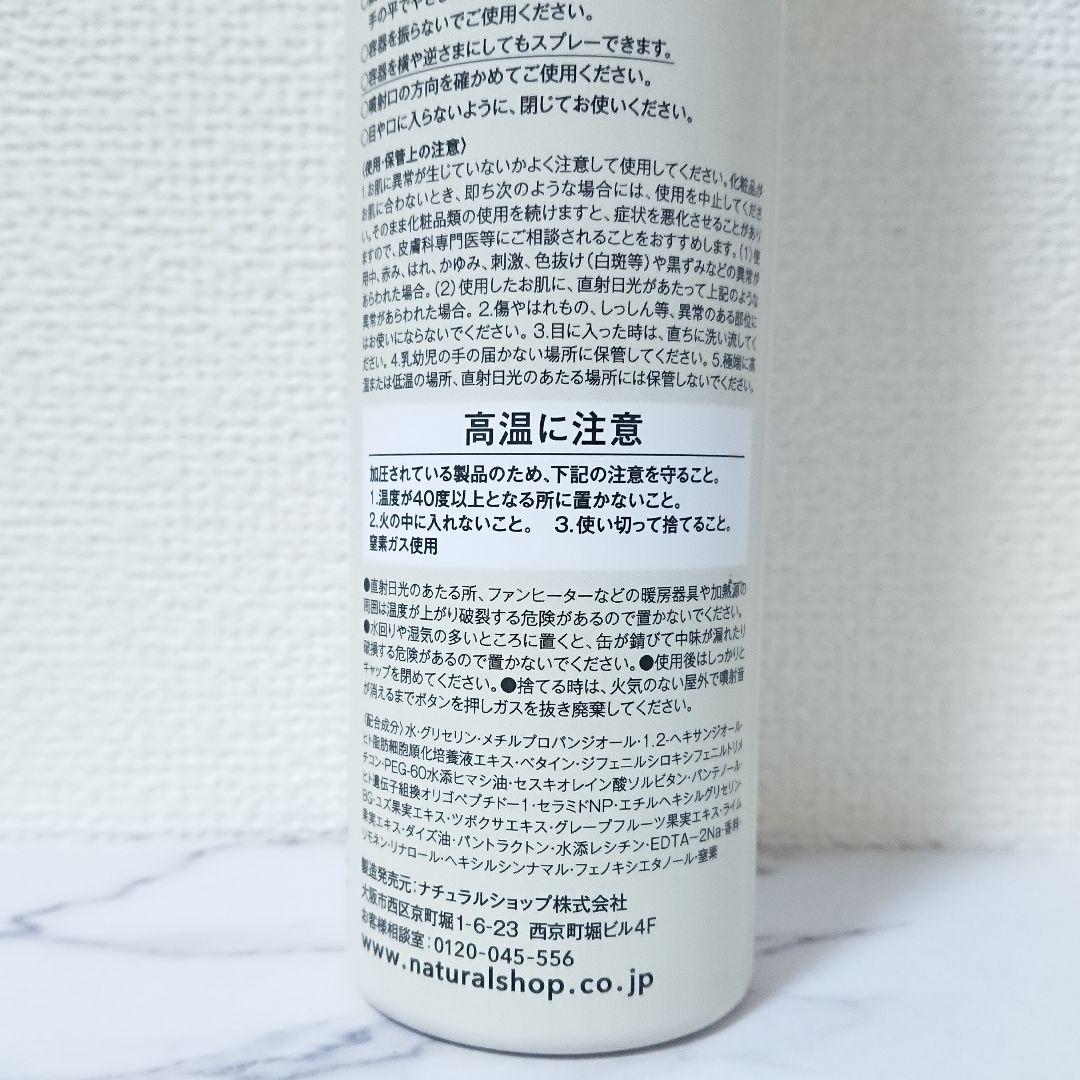 手の平でやさし
○容器を振らないでご使用ください。
○容器を横や逆さまにしてもスプレーできます。
○噴射口の方向を確かめてご使用ください。
○目や口に入らないように、閉じてお使いください。
〈使用・保管上の注意〉
1.お肌に異常が生じていないかよく注意して使用してください。化粧品が
お肌に合わないとき、即ち次のような場合には、使用を中止してくださ
い。そのまま化粧品類の使用を続けますと、症状を悪化させることがあり
ますので、皮膚科専門医等にご相談されることをおすすめします。(1)使
用中、赤み、はれ、かゆみ、刺激、色抜け(白斑等)や黒ずみなどの異常が
あらわれた場合。(2)使用したお肌に、直射日光があたって上記のような
異常があらわれた場合。2.傷やはれもの、しっしん等、異常のある部位に
はお使いにならないでください。3.目に入った時は、直ちに洗い流してく
ださい。4.乳幼児の手の届かない場所に保管してください。5.極端に高
温または低温の場所、直射日光のあたる場所には保管しないでください。
高温に注意
加圧されている製品のため、下記の注意を守ること。
1.温度が40度以上となる所に置かないこと。
2.火の中に入れないこと。 3.使い切って捨てること。
窒素ガス使用
●直射日光のあたる所、ファンヒーターなどの暖房器具や加熱源の
周囲は温度が上がり破裂する危険があるので置かないでください。
●水回りや湿気の多いところに置くと、缶が錆びて中味が漏れたり
破損する危険があるので置かないでください。●使用後はしっかりと
キャップを閉めてください。●捨てる時は、火気のない屋外で噴射音
が消えるまでボタンを押しガスを抜き廃棄してください。
〈配合成分〉水・グリセリン・メチルプロパンジオール・1.2-ヘキサンジオール・
ヒト脂肪細胞順化培養液エキス・ベタイン・ジフェニルシロキシフェニルトリメ
チコン・PEG-60水添ヒマシ油・セスキオレイン酸ソルビタン・パンテノール・
ヒト遺伝子組換オリゴペプチド-1・セラミドNP・エチルヘキシルグリセリン・
BG・ユズ果実エキス・ツボクサエキス・グレープフルーツ果実エキス・ライム
果実エキス・ダイズ油・パントラクトン・水添レシチン・EDTA-2Na・香料・
リモネン・リナロール・ヘキシルシンナマル・フェノキシエタノール・窒素
製造発売元：ナチュラルショップ株式会社
大阪市西区京町堀1-6-23 西京町堀ビル4F
お客様相談室：0120-045-556
www.naturalshop.co.jp